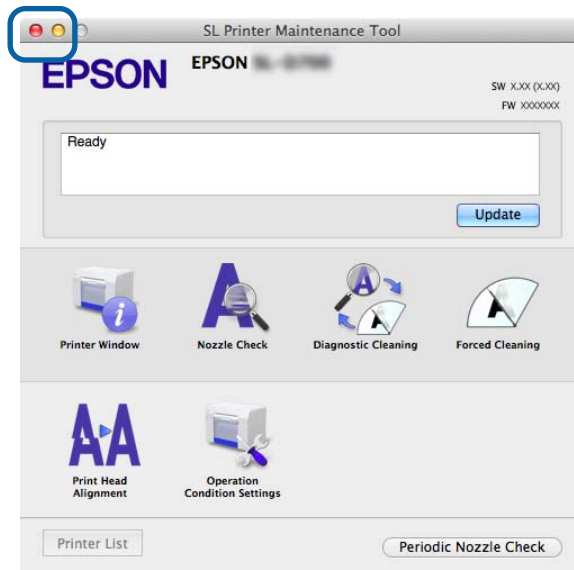 SL Printer Maintenance Tool
EPSON
EPSON
SW X.XX (X.XX)
FW XXXXXXX
Ready
Update
Printer Window
Nozzle Check
Diagnostic Cleaning
Forced Cleaning
Print Head
Alignment
Operation
Condition Settings
Printer List
Periodic Nozzle Check